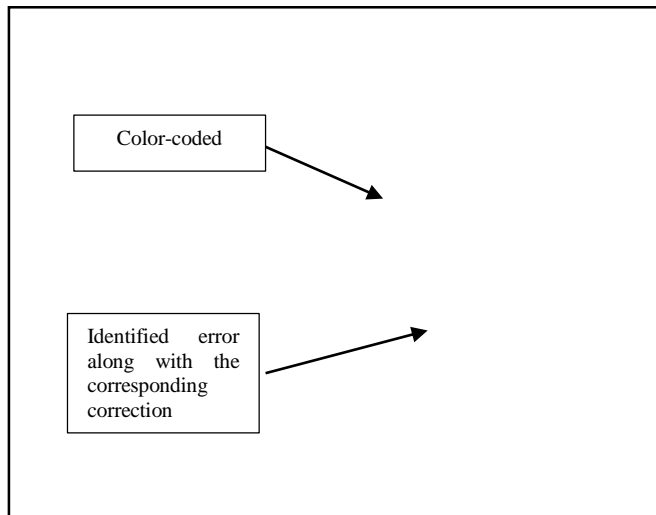 Color-coded
Identified error
along with the
corresponding
correction